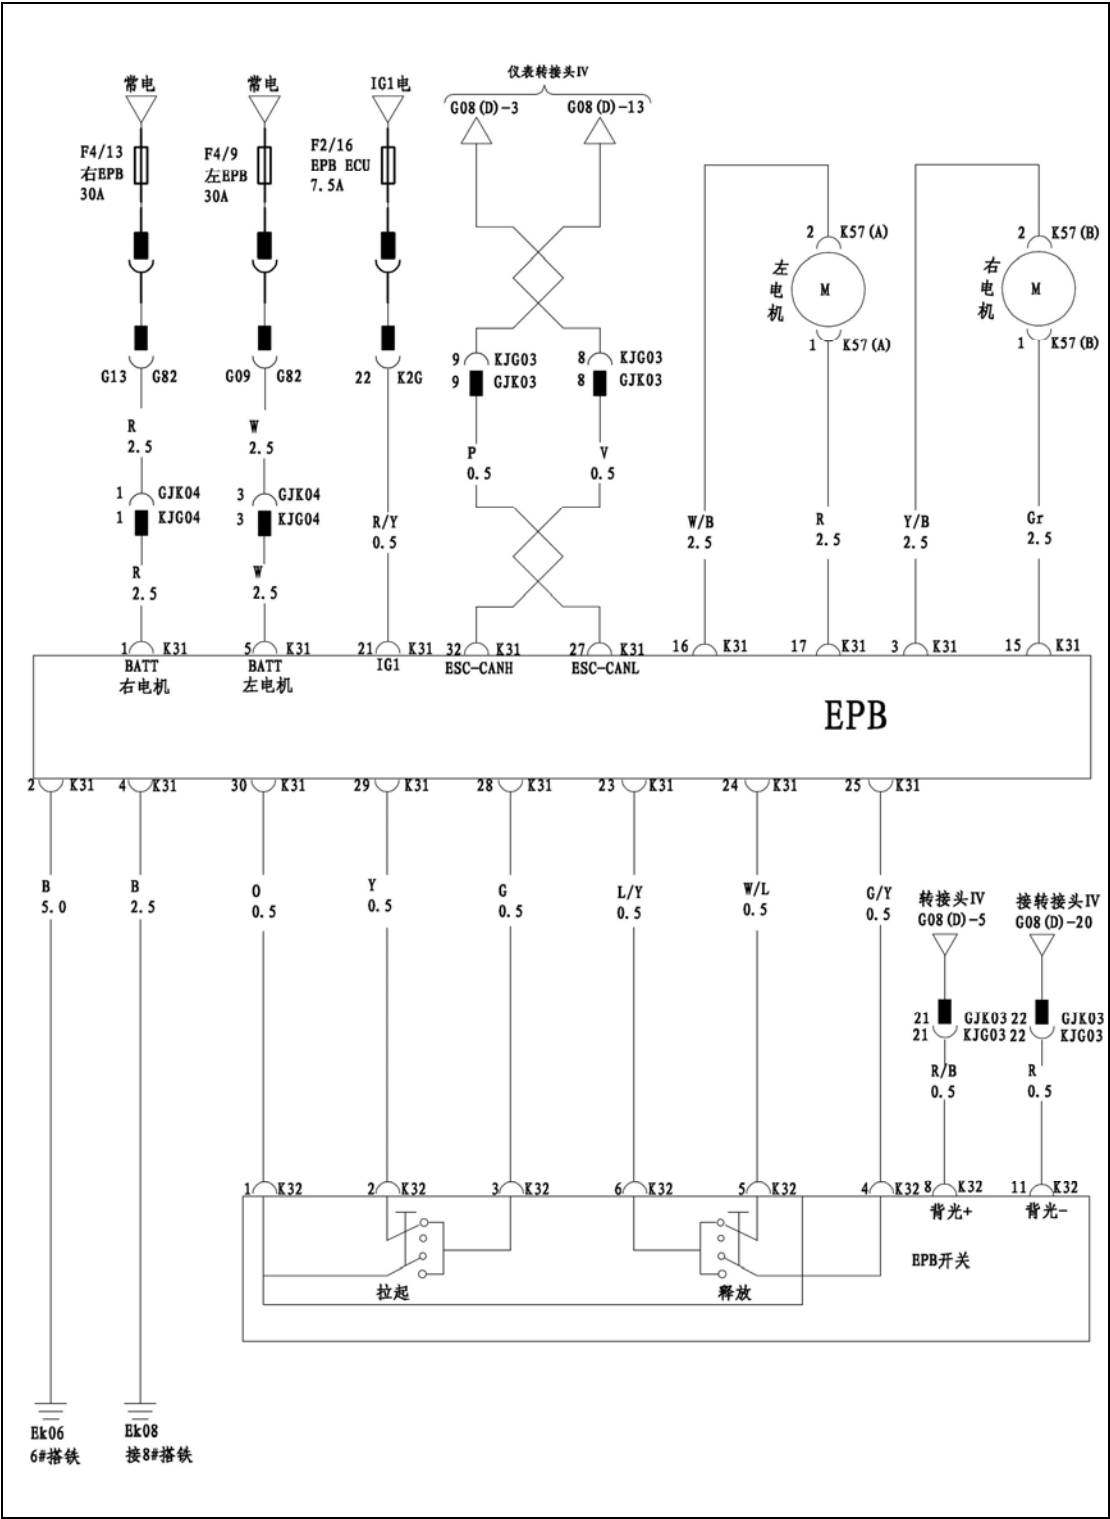 仪表转接头IV
常电
常电
IG1电
G08(D)-3
G08(D)-13
F4/13
右EPB
30A
F4/9
左EPB
30A
F2/16
EPB ECU
7.5A
2 K57(A)
左电机
M
1 K57(A)
2 K57(B)
右电机
M
1 K57(B)
G13 G82
G09 G82
22 K2G
9 KJG03
9 GJK03
8 KJG03
8 GJK03
R
2.5
W
2.5
P
0.5
V
0.5
1 GJK04
1 KJG04
3 GJK04
3 KJG04
R/Y
0.5
W/B
2.5
R
2.5
Y/B
2.5
Gr
2.5
R
2.5
W
2.5
1 K31
BATT
右电机
5 K31
BATT
左电机
21 K31
IG1
32 K31
ESC-CANH
27 K31
ESC-CANL
16 K31
17 K31
3 K31
15 K31
EPB
2 K31
4 K31
30 K31
29 K31
28 K31
23 K31
24 K31
25 K31
B
5.0
B
2.5
O
0.5
Y
0.5
G
0.5
L/Y
0.5
W/L
0.5
G/Y
0.5
转接头IV
G08(D)-5
接转接头IV
G08(D)-20
21 GJK03
21 KJG03
22 GJK03
22 KJG03
R/B
0.5
R
0.5
1 K32
2 K32
3 K32
6 K32
5 K32
4 K32
8 K32
背光+
11 K32
背光-
拉起
释放
EPB开关
Ek06
6#搭铁
Ek08
接8#搭铁